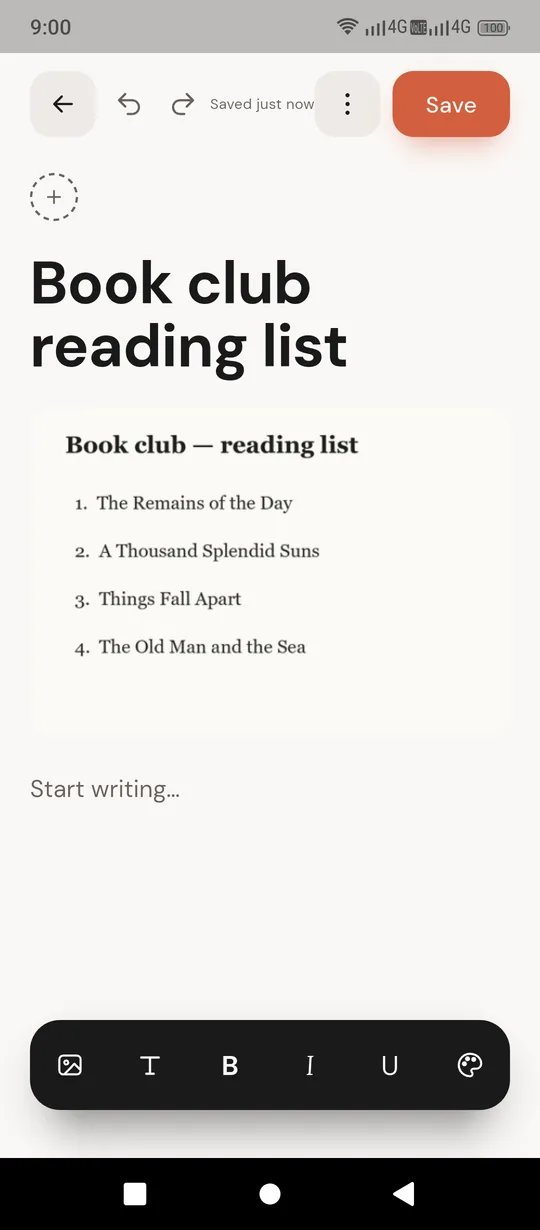 9:00
4G VoLTE 4G 100
Saved just now
Save
Book club
reading list
Book club — reading list
1. The Remains of the Day
2. A Thousand Splendid Suns
3. Things Fall Apart
4. The Old Man and the Sea
Start writing...
B I U